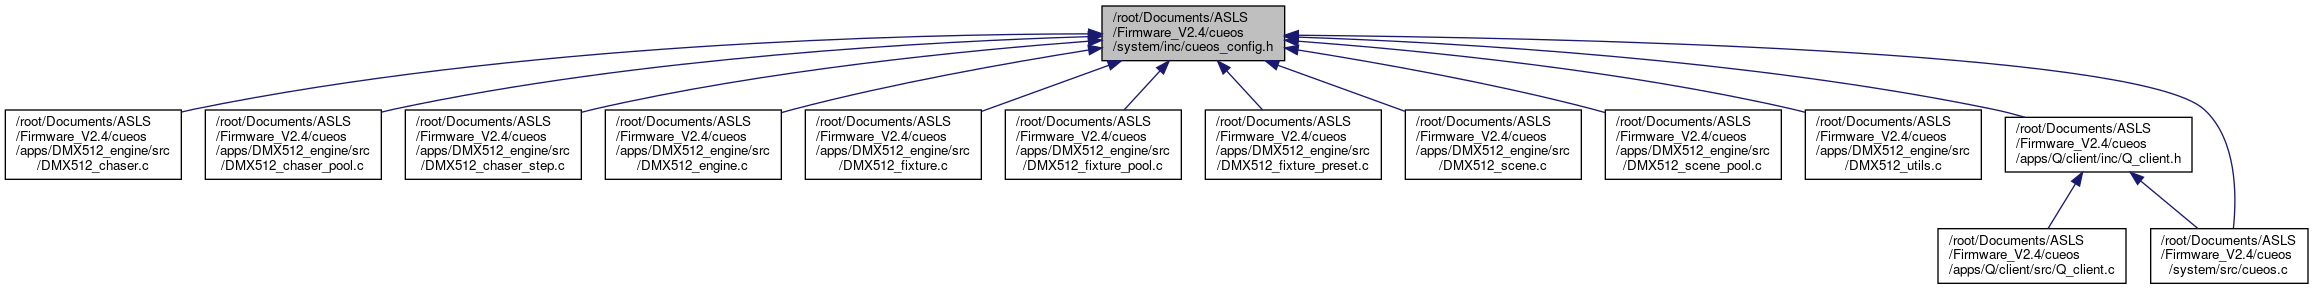 /root/Documents/ASLS
/Firmware_V2.4/cueos
/system/inc/cueos_config.h
/root/Documents/ASLS
/Firmware_V2.4/cueos
/apps/DMX512_engine/src
/DMX512_chaser.c
/root/Documents/ASLS
/Firmware_V2.4/cueos
/apps/DMX512_engine/src
/DMX512_chaser_pool.c
/root/Documents/ASLS
/Firmware_V2.4/cueos
/apps/DMX512_engine/src
/DMX512_chaser_step.c
/root/Documents/ASLS
/Firmware_V2.4/cueos
/apps/DMX512_engine/src
/DMX512_engine.c
/root/Documents/ASLS
/Firmware_V2.4/cueos
/apps/DMX512_engine/src
/DMX512_fixture.c
/root/Documents/ASLS
/Firmware_V2.4/cueos
/apps/DMX512_engine/src
/DMX512_fixture_pool.c
/root/Documents/ASLS
/Firmware_V2.4/cueos
/apps/DMX512_engine/src
/DMX512_fixture_preset.c
/root/Documents/ASLS
/Firmware_V2.4/cueos
/apps/DMX512_engine/src
/DMX512_scene.c
/root/Documents/ASLS
/Firmware_V2.4/cueos
/apps/DMX512_engine/src
/DMX512_scene_pool.c
/root/Documents/ASLS
/Firmware_V2.4/cueos
/apps/DMX512_engine/src
/DMX512_utils.c
/root/Documents/ASLS
/Firmware_V2.4/cueos
/apps/Q/client/inc/Q_client.h
/root/Documents/ASLS
/Firmware_V2.4/cueos
/apps/Q/client/src/Q_client.c
/root/Documents/ASLS
/Firmware_V2.4/cueos
/system/src/cueos.c